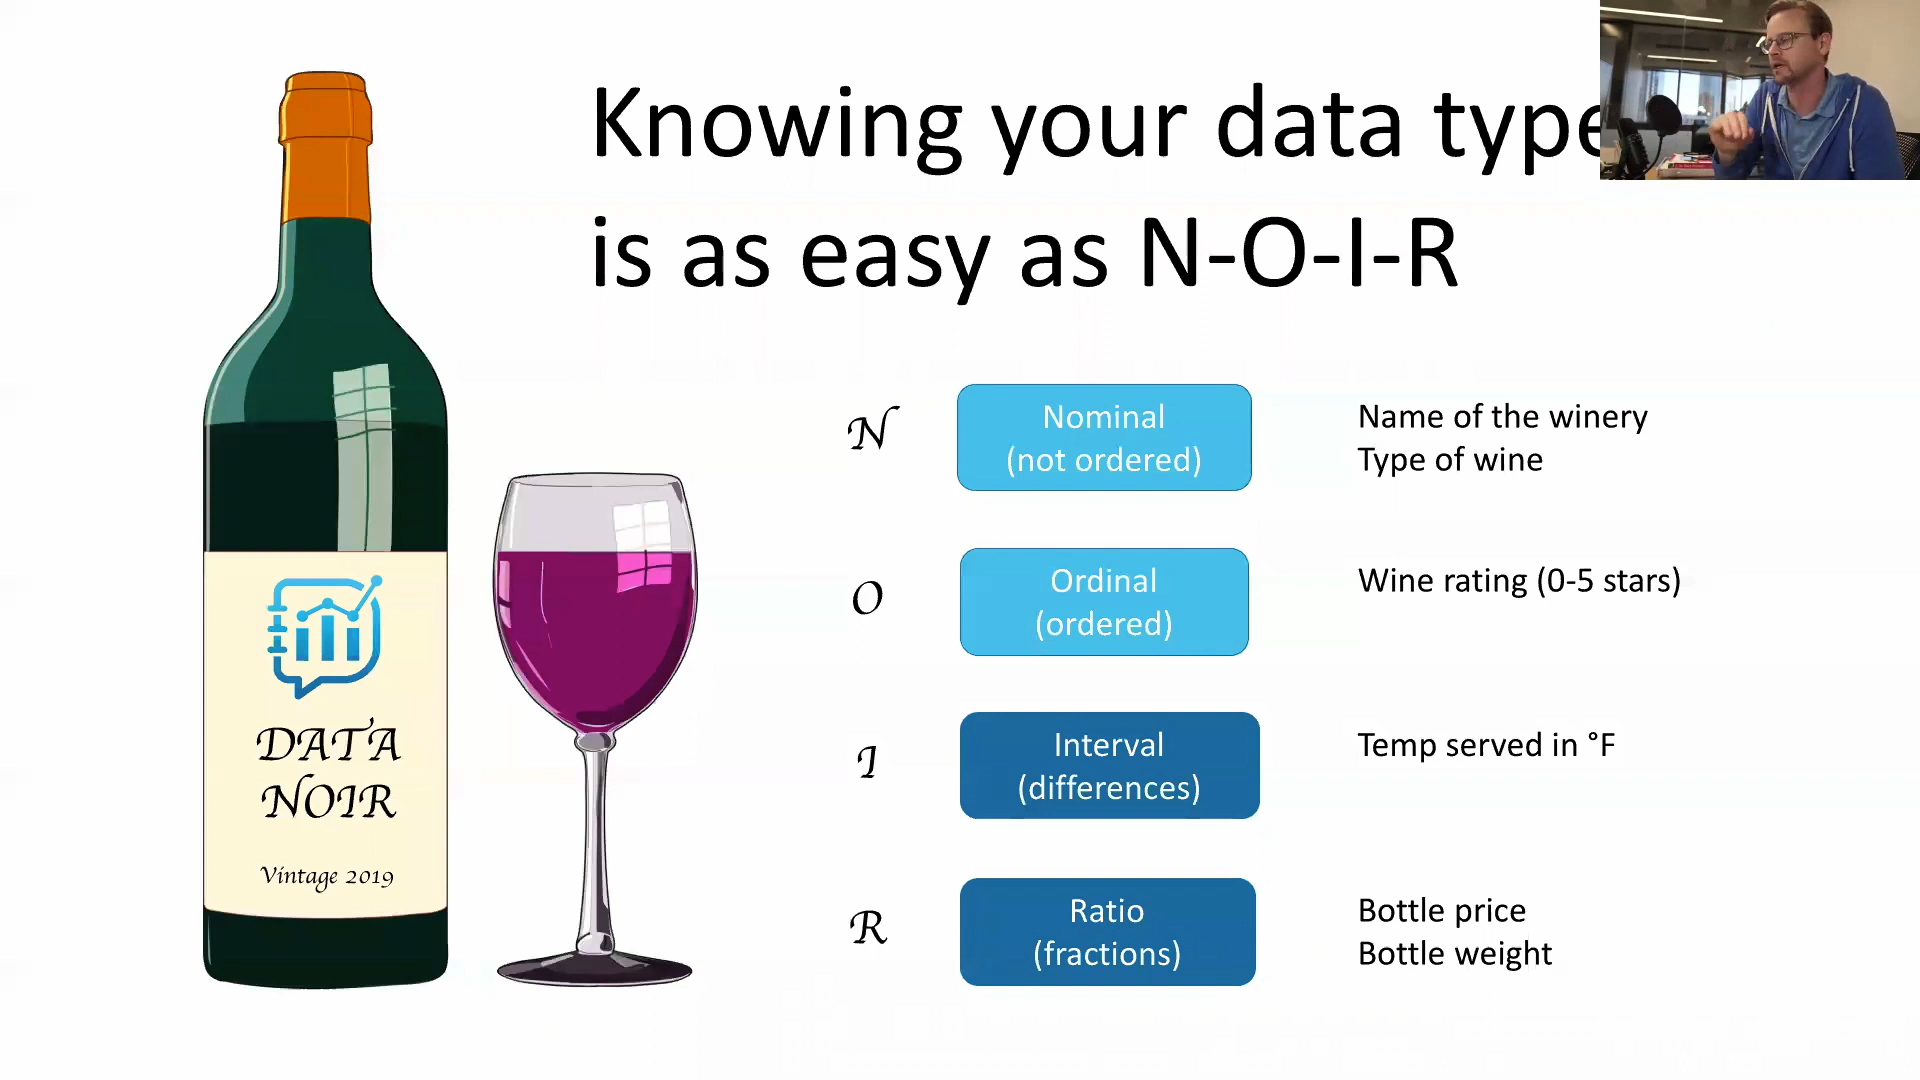 Knowing your data type
is as easy as N-O-I-R
N
Nominal
(not ordered)
Name of the winery
Type of wine
O
Ordinal
(ordered)
Wine rating (0-5 stars)
I
Interval
(differences)
Temp served in °F
R
Ratio
(fractions)
Bottle price
Bottle weight
DATA
NOIR
Vintage 2019